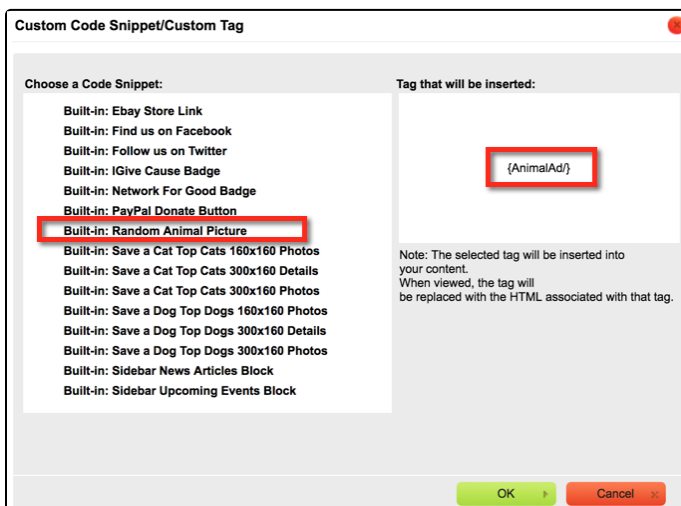 Custom Code Snippet/Custom Tag
Choose a Code Snippet:
Built-in: Ebay Store Link
Built-in: Find us on Facebook
Built-in: Follow us on Twitter
Built-in: IGive Cause Badge
Built-in: Network For Good Badge
Built-in: PayPal Donate Button
Built-in: Random Animal Picture
Built-in: Save a Cat Top Cats 160x160 Photos
Built-in: Save a Cat Top Cats 300x160 Details
Built-in: Save a Cat Top Cats 300x160 Photos
Built-in: Save a Dog Top Dogs 160x160 Photos
Built-in: Save a Dog Top Dogs 300x160 Details
Built-in: Save a Dog Top Dogs 300x160 Photos
Built-in: Sidebar News Articles Block
Built-in: Sidebar Upcoming Events Block
Tag that will be inserted:
{AnimalAd/}
Note: The selected tag will be inserted into
your content.
When viewed, the tag will
be replaced with the HTML associated with that tag.
OK
Cancel